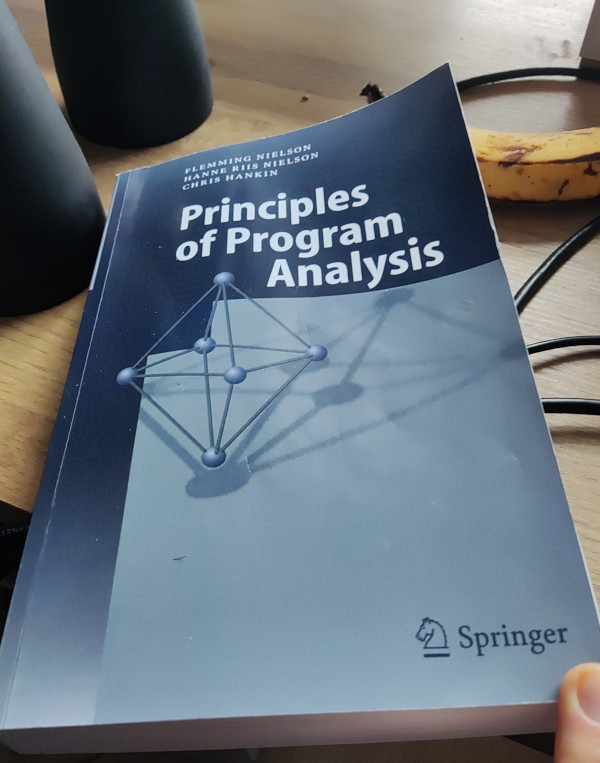 FLEMMING NIELSON
HANNE RIIS NIELSON
CHRIS HANKIN
Principles
of Program
Analysis
Springer